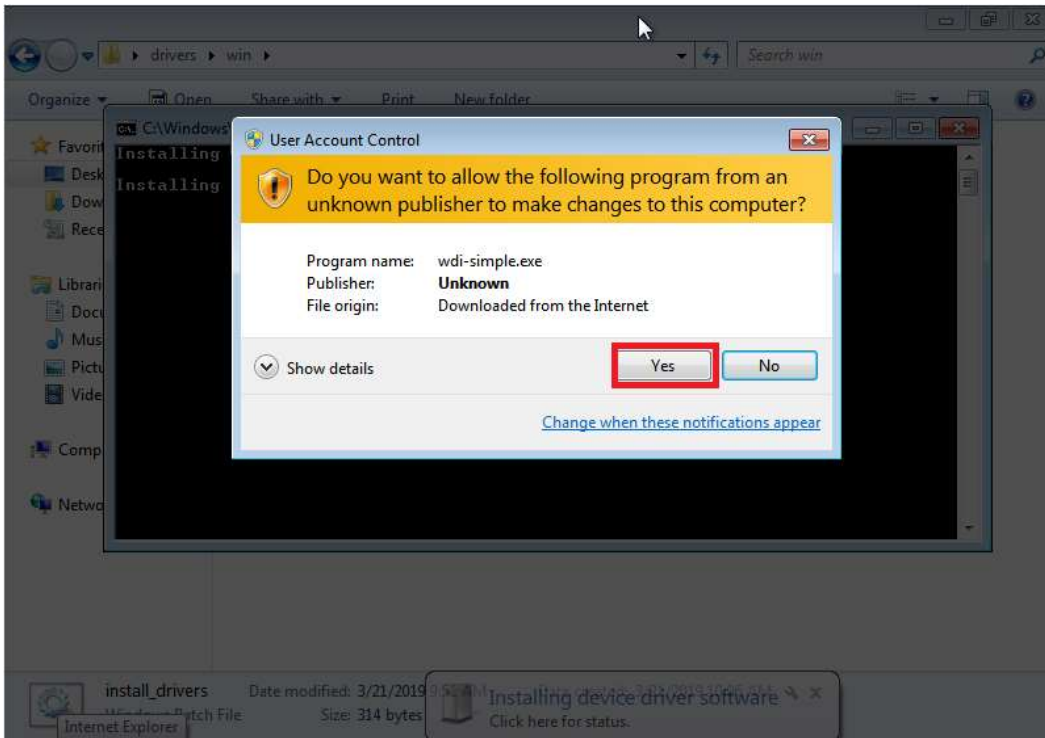 drivers ▸ win ▸
Search win
Organize
Open
Share with
Print
New folder
C:\Windows
Favorit
Desk
Dow
Rece
Librari
Docu
Mus
Pictu
Vide
Comp
Netwo
Installing
Installing
User Account Control
Do you want to allow the following program from an
unknown publisher to make changes to this computer?
Program name: wdi-simple.exe
Publisher: Unknown
File origin: Downloaded from the Internet
Show details
Yes
No
Change when these notifications appear
install_drivers
Date modified: 3/21/2019
Batch File
Size: 314 bytes
Internet Explorer
Installing device driver software
Click here for status.